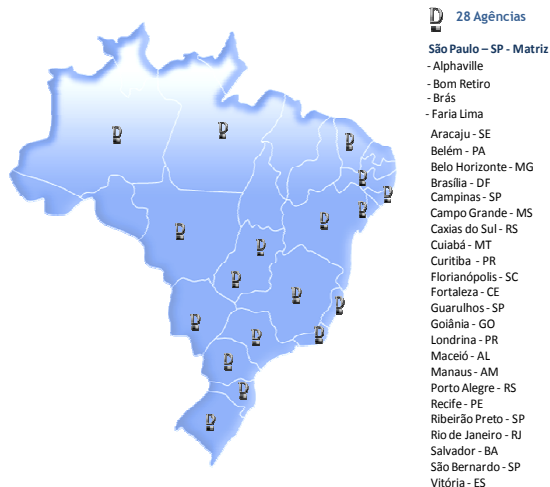 28 Agências
São Paulo – SP - Matriz
- Alphaville
- Bom Retiro
- Brás
- Faria Lima
Aracaju - SE
Belém - PA
Belo Horizonte - MG
Brasília - DF
Campinas - SP
Campo Grande - MS
Caxias do Sul - RS
Cuiabá - MT
Curitiba - PR
Florianópolis - SC
Fortaleza - CE
Guarulhos - SP
Goiânia - GO
Londrina - PR
Maceió - AL
Manaus - AM
Porto Alegre - RS
Recife - PE
Ribeirão Preto - SP
Rio de Janeiro - RJ
Salvador - BA
São Bernardo - SP
Vitória - ES